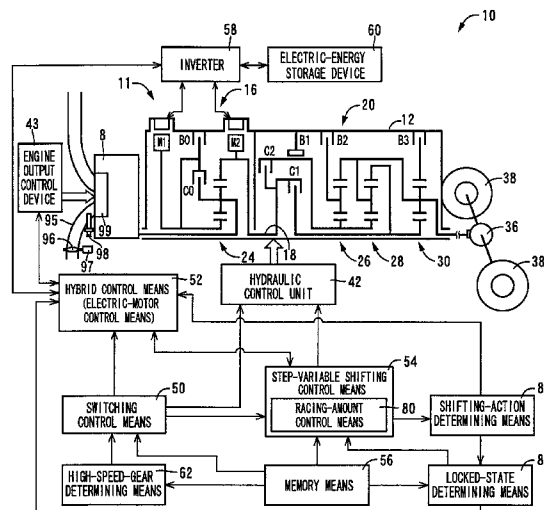 10
58
60
INVERTER
ELECTRIC-ENERGY
STORAGE DEVICE
11
16
20
43
8
12
M1
B0
M2
B1
B2
B3
C2
C0
C1
ENGINE
OUTPUT
CONTROL
DEVICE
38
36
38
99
95
98
96
97
24
18
26
28
30
52
HYBRID CONTROL MEANS
(ELECTRIC-MOTOR
CONTROL MEANS)
HYDRAULIC
CONTROL UNIT
42
54
STEP-VARIABLE SHIFTING
CONTROL MEANS
RACING-AMOUNT
CONTROL MEANS
80
50
SWITCHING
CONTROL MEANS
SHIFTING-ACTION
DETERMINING MEANS
62
HIGH-SPEED-GEAR
DETERMINING MEANS
56
MEMORY MEANS
LOCKED-STATE
DETERMINING MEANS